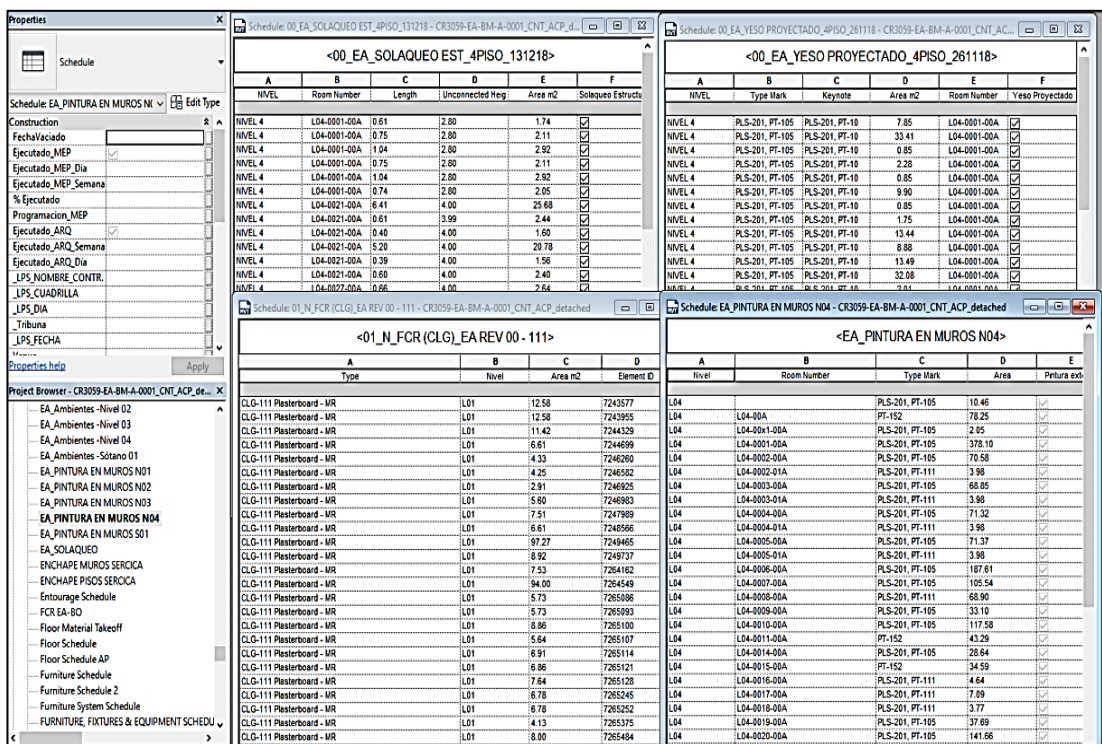 Properties
Schedule
Schedule: EA_PINTURA EN MUROS N( Edit Type
Construction
FechaVaciado
Ejecutado_MEP
Ejecutado_MEP_Dia
Ejecutado_MEP_Semana
% Ejecutado
Programacion_MEP
Ejecutado_ARQ
Ejecutado_ARQ_Semana
Ejecutado_ARQ_Día
_LPS_NOMBRE_CONTR.
_LPS_CUADRILLA
_LPS_DIA
_Tribuna
_LPS_FECHA
Properties help Apply
Project Browser - CR3059-EA-BM-A-0001_CNT_ACP_de...
EA_Ambientes -Nivel 02
EA_Ambientes -Nivel 03
EA_Ambientes -Nivel 04
EA_Ambientes -Sótano 01
EA_PINTURA EN MUROS N01
EA_PINTURA EN MUROS N02
EA_PINTURA EN MUROS N03
EA_PINTURA EN MUROS N04
EA_PINTURA EN MUROS S01
EA_SOLAQUEO
ENCHAPE MUROS SERCICA
ENCHAPE PISOS SERCICA
Entourage Schedule
FCR EA-BO
Floor Material Takeoff
Floor Schedule
Floor Schedule AP
Furniture Schedule
Furniture Schedule 2
Furniture System Schedule
FURNITURE, FIXTURES & EQUIPMENT SCHEDU
Schedule: 00_EA_SOLAQUEO EST_4PISO_131218 - CR3059-EA-BM-A-0001_CNT_ACP_d...
<00_EA_SOLAQUEO EST_4PISO_131218>
A B C D E F
NIVEL Room Number Length Unconnected Heig Area m2 Solaqueo Estructu
NIVEL 4 L04-0001-00A 0.61 2.80 1.74
NIVEL 4 L04-0001-00A 0.75 2.80 2.11
NIVEL 4 L04-0001-00A 1.04 2.80 2.92
NIVEL 4 L04-0001-00A 0.75 2.80 2.11
NIVEL 4 L04-0001-00A 1.04 2.80 2.92
NIVEL 4 L04-0001-00A 0.74 2.80 2.05
NIVEL 4 L04-0021-00A 6.41 4.00 25.68
NIVEL 4 L04-0021-00A 0.61 3.99 2.44
NIVEL 4 L04-0021-00A 0.40 4.00 1.60
NIVEL 4 L04-0021-00A 5.20 4.00 20.78
NIVEL 4 L04-0021-00A 0.39 4.00 1.56
NIVEL 4 L04-0021-00A 0.60 4.00 2.40
NIVEL 4 L04-0027-00A 0.66 4.00 2.64
Schedule: 00_EA_YESO PROYECTADO_4PISO_261118 - CR3059-EA-BM-A-0001_CNT_AC...
<00_EA_YESO PROYECTADO_4PISO_261118>
A B C D E F
NIVEL Type Mark Keynote Area m2 Room Number Yeso Proyectado
NIVEL 4 PLS-201, PT-105 PLS-201, PT-10 7.85 L04-0001-00A
NIVEL 4 PLS-201, PT-105 PLS-201, PT-10 33.41 L04-0001-00A
NIVEL 4 PLS-201, PT-105 PLS-201, PT-10 0.85 L04-0001-00A
NIVEL 4 PLS-201, PT-105 PLS-201, PT-10 2.28 L04-0001-00A
NIVEL 4 PLS-201, PT-105 PLS-201, PT-10 0.85 L04-0001-00A
NIVEL 4 PLS-201, PT-105 PLS-201, PT-10 9.90 L04-0001-00A
NIVEL 4 PLS-201, PT-105 PLS-201, PT-10 0.85 L04-0001-00A
NIVEL 4 PLS-201, PT-105 PLS-201, PT-10 1.75 L04-0001-00A
NIVEL 4 PLS-201, PT-105 PLS-201, PT-10 13.44 L04-0001-00A
NIVEL 4 PLS-201, PT-105 PLS-201, PT-10 8.88 L04-0001-00A
NIVEL 4 PLS-201, PT-105 PLS-201, PT-10 13.49 L04-0001-00A
NIVEL 4 PLS-201, PT-105 PLS-201, PT-10 32.08 L04-0001-00A
NIVEL 4 PLS-201, PT-105 PLS-201, PT-10 2.01 L04-0001-00A
Schedule: 01_N_FCR (CLG)_EA REV 00 - 111 - CR3059-EA-BM-A-0001_CNT_ACP_detached
<01_N_FCR (CLG)_EA REV 00 - 111>
A B C D
Type Nivel Area m2 Element ID
CLG-111 Plasterboard - MR L01 12.58 7243577
CLG-111 Plasterboard - MR L01 12.58 7243955
CLG-111 Plasterboard - MR L01 11.42 7244329
CLG-111 Plasterboard - MR L01 6.61 7244699
CLG-111 Plasterboard - MR L01 4.33 7246260
CLG-111 Plasterboard - MR L01 4.25 7246582
CLG-111 Plasterboard - MR L01 2.91 7246925
CLG-111 Plasterboard - MR L01 5.60 7246983
CLG-111 Plasterboard - MR L01 7.51 7247989
CLG-111 Plasterboard - MR L01 6.61 7248566
CLG-111 Plasterboard - MR L01 97.27 7249465
CLG-111 Plasterboard - MR L01 8.92 7249737
CLG-111 Plasterboard - MR L01 7.53 7264162
CLG-111 Plasterboard - MR L01 94.00 7264549
CLG-111 Plasterboard - MR L01 5.73 7265086
CLG-111 Plasterboard - MR L01 5.73 7265093
CLG-111 Plasterboard - MR L01 8.86 7265100
CLG-111 Plasterboard - MR L01 5.64 7265107
CLG-111 Plasterboard - MR L01 6.91 7265114
CLG-111 Plasterboard - MR L01 6.86 7265121
CLG-111 Plasterboard - MR L01 7.64 7265128
CLG-111 Plasterboard - MR L01 6.78 7265245
CLG-111 Plasterboard - MR L01 6.78 7265252
CLG-111 Plasterboard - MR L01 4.13 7265375
CLG-111 Plasterboard - MR L01 8.00 7265484
Schedule: EA_PINTURA EN MUROS N04 - CR3059-EA-BM-A-0001_CNT_ACP_detached
<EA_PINTURA EN MUROS N04>
A B C D E
Nivel Room Number Type Mark Area Pintura exte
L04 PLS-201, PT-105 10.46
L04 L04-00A PT-152 78.25
L04 L04-00x1-00A PLS-201, PT-105 2.05
L04 L04-0001-00A PLS-201, PT-105 378.10
L04 L04-0002-00A PLS-201, PT-105 70.58
L04 L04-0002-01A PLS-201, PT-111 3.98
L04 L04-0003-00A PLS-201, PT-105 68.85
L04 L04-0003-01A PLS-201, PT-111 3.98
L04 L04-0004-00A PLS-201, PT-105 71.32
L04 L04-0004-01A PLS-201, PT-111 3.98
L04 L04-0005-00A PLS-201, PT-105 71.37
L04 L04-0005-01A PLS-201, PT-111 3.98
L04 L04-0006-00A PLS-201, PT-105 187.61
L04 L04-0007-00A PLS-201, PT-105 105.54
L04 L04-0008-00A PLS-201, PT-111 68.90
L04 L04-0009-00A PLS-201, PT-105 33.10
L04 L04-0010-00A PLS-201, PT-105 117.58
L04 L04-0011-00A PT-152 43.29
L04 L04-0014-00A PLS-201, PT-105 28.64
L04 L04-0015-00A PT-152 34.59
L04 L04-0016-00A PLS-201, PT-111 4.64
L04 L04-0017-00A PLS-201, PT-111 7.09
L04 L04-0018-00A PLS-201, PT-111 3.77
L04 L04-0019-00A PLS-201, PT-105 37.69
L04 L04-0020-00A PLS-201, PT-105 141.66